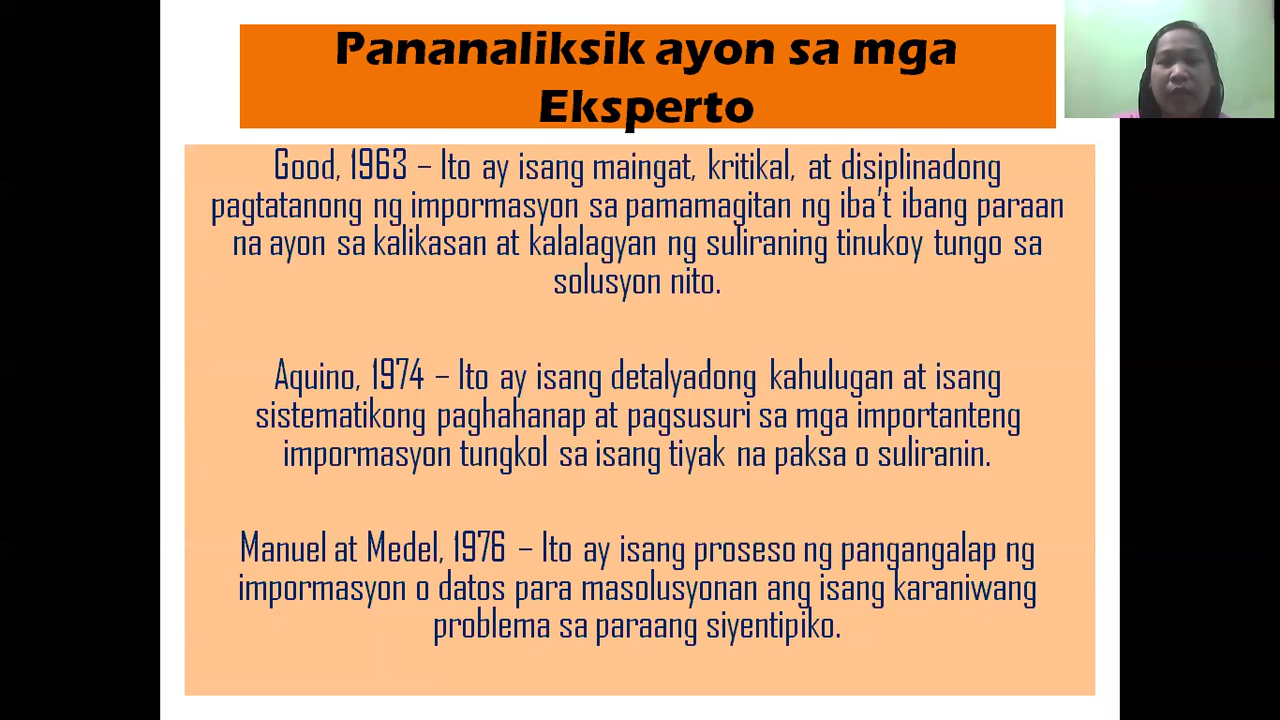 Pananaliksik ayon sa mga
Eksperto
Good, 1963 – Ito ay isang maingat, kritikal, at disiplinadong
pagtatanong ng impormasyon sa pamamagitan ng iba't ibang paraan
na ayon sa kalikasan at kalalagyan ng suliraning tinukoy tungo sa
solusyon nito.
Aquino, 1974 – Ito ay isang detalyadong kahulugan at isang
sistematikong paghahanap at pagsusuri sa mga importanteng
impormasyon tungkol sa isang tiyak na paksa o suliranin.
Manuel at Medel, 1976 – Ito ay isang proseso ng pangangalap ng
impormasyon o datos para masolusyonan ang isang karaniwang
problema sa paraang siyentipiko.